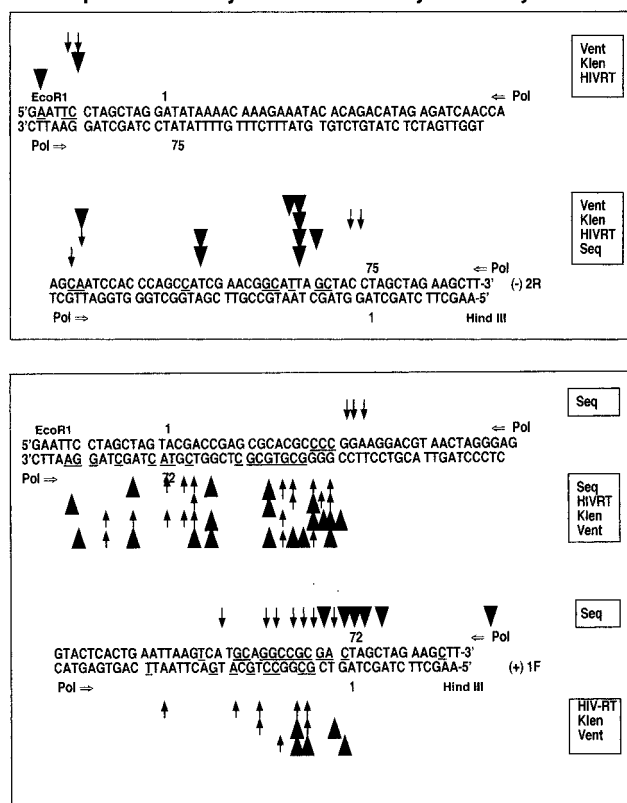 Vent
Klen
HIVRT
EcoR1 1 ⇐ Pol
5'GAATTC CTAGCTAG GATATAAAAC AAAGAAATAC ACAGACATAG AGATCAACCA
3'CTTAAG GATCGATCC CTATATTTTG TTTCTTTATG TGTCTGTATC TCTAGTTGGT
Pol ⇒ 75
Vent
Klen
HIVRT
Seq
75 ⇐ Pol
AGCAATCCAC CCAGCCATCG AACGGCATTA GCTACC CTAGCTAG AAGCTT-3' (-) 2R
TCGTTAGGTG GGTCGGTAGC TTGCCGTAAT CGATGG GATCGATC TTCGAA-5'
Pol ⇒ 1 Hind III
Seq
EcoR1 1 ⇐ Pol
5'GAATTC CTAGCTAG TACGACCGAG CGCACGCCCC GGAAGGACGT AACTAGGGAG
3'CTTAAG GATCGATC ATGCTGGCTC GCGTGCGGGG CCTTCCTGCA TTGATCCCTC
Pol ⇒ 72
Seq
HIVRT
Klen
Vent
Seq
72 ⇐ Pol
GTACTCACTG AATTAAGTCA TGCAGGCCGC GA CTAGCTAG AAGCTT-3'
CATGAGTGAC TTAATTCAGT ACGTCCGGCG CT GATCGATC TTCGAA-5' (+) 1F
Pol ⇒ 1 Hind III
HIV-RT
Klen
Vent